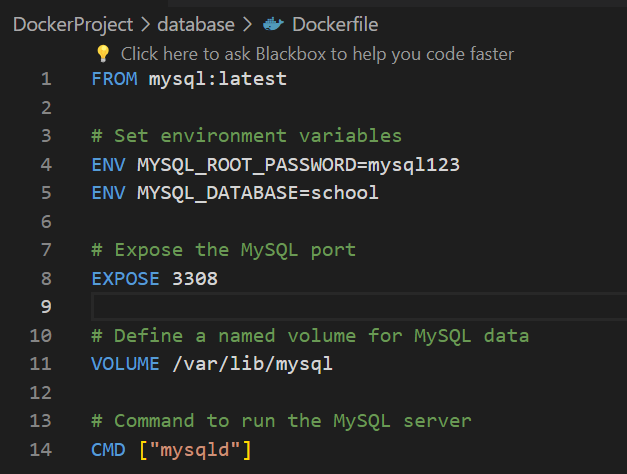 DockerProject > database > Dockerfile
Click here to ask Blackbox to help you code faster
1 FROM mysql:latest
2
3 # Set environment variables
4 ENV MYSQL_ROOT_PASSWORD=mysql123
5 ENV MYSQL_DATABASE=school
6
7 # Expose the MySQL port
8 EXPOSE 3308
9
10 # Define a named volume for MySQL data
11 VOLUME /var/lib/mysql
12
13 # Command to run the MySQL server
14 CMD ["mysqld"]